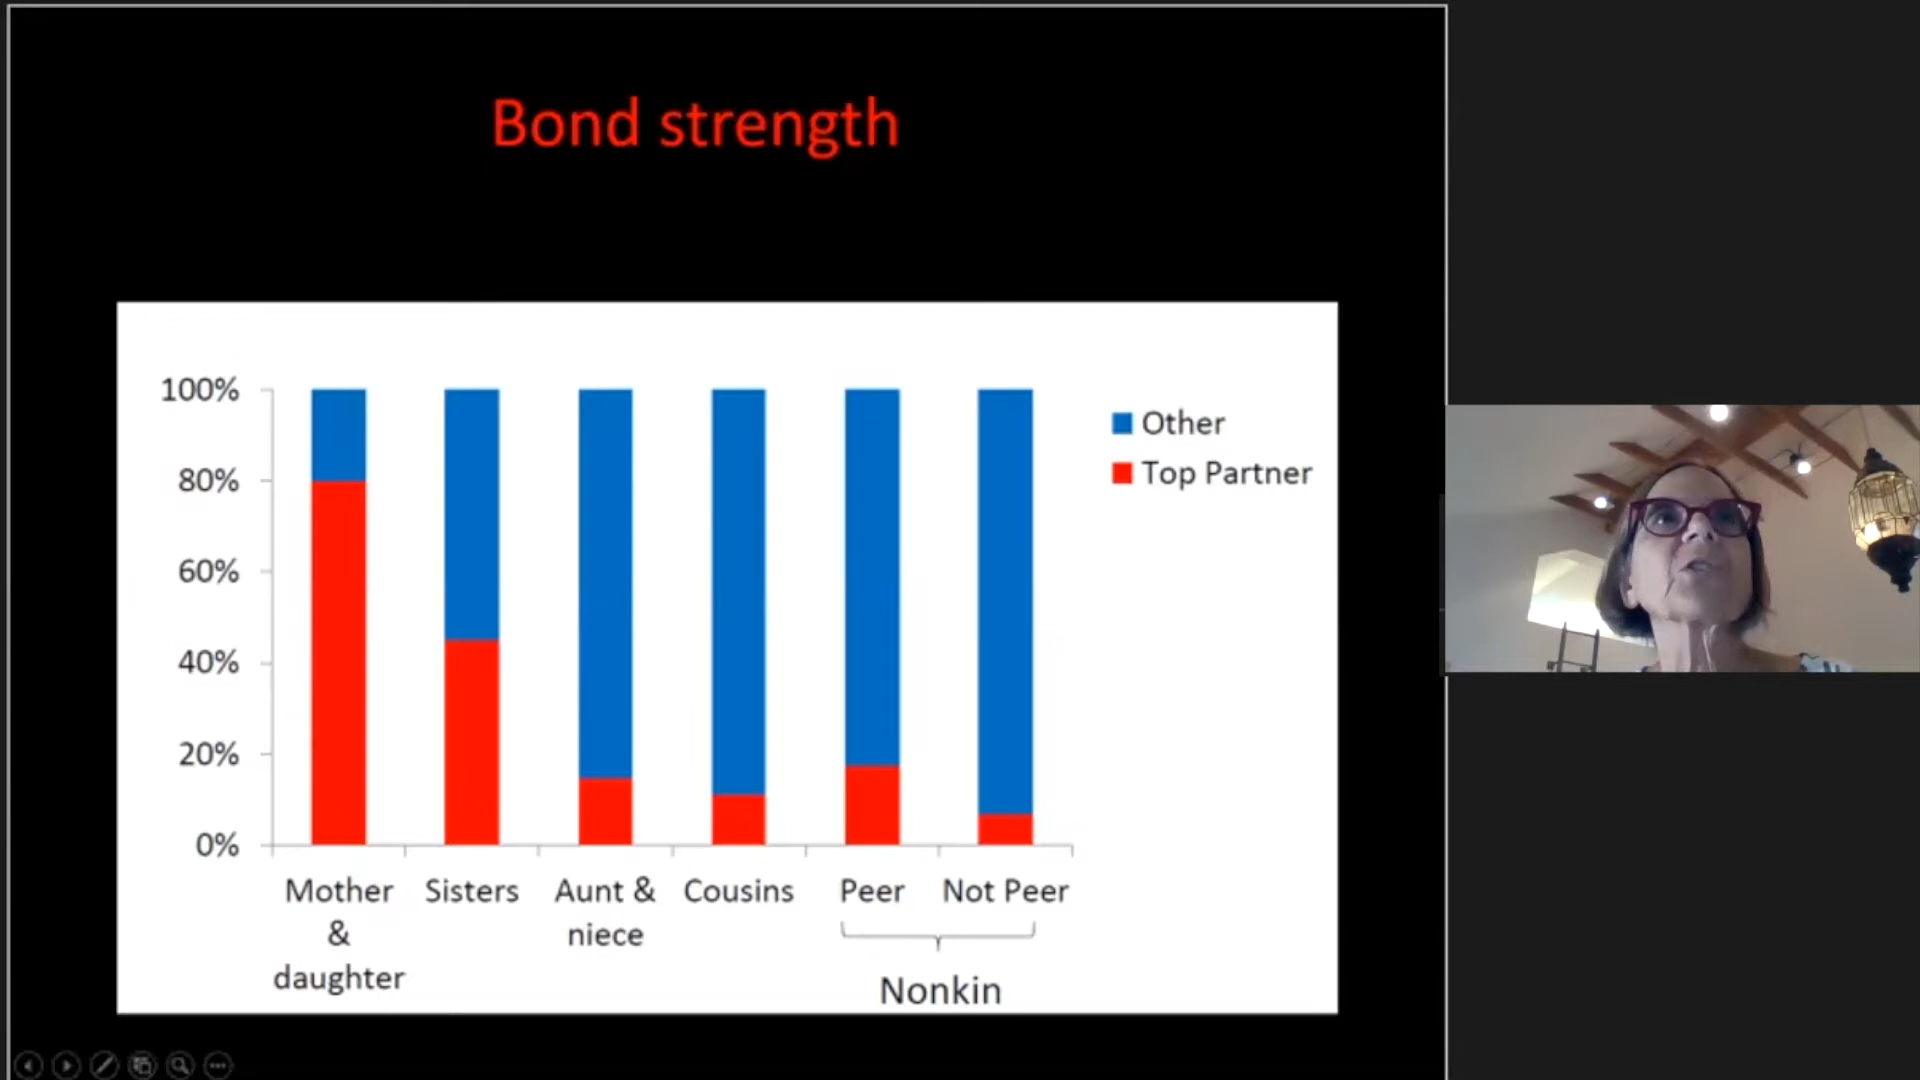 Bond strength
100%
80%
60%
40%
20%
0%
Other
Top Partner
Mother
&
daughter
Sisters
Aunt &
niece
Cousins
Peer
Not Peer
Nonkin